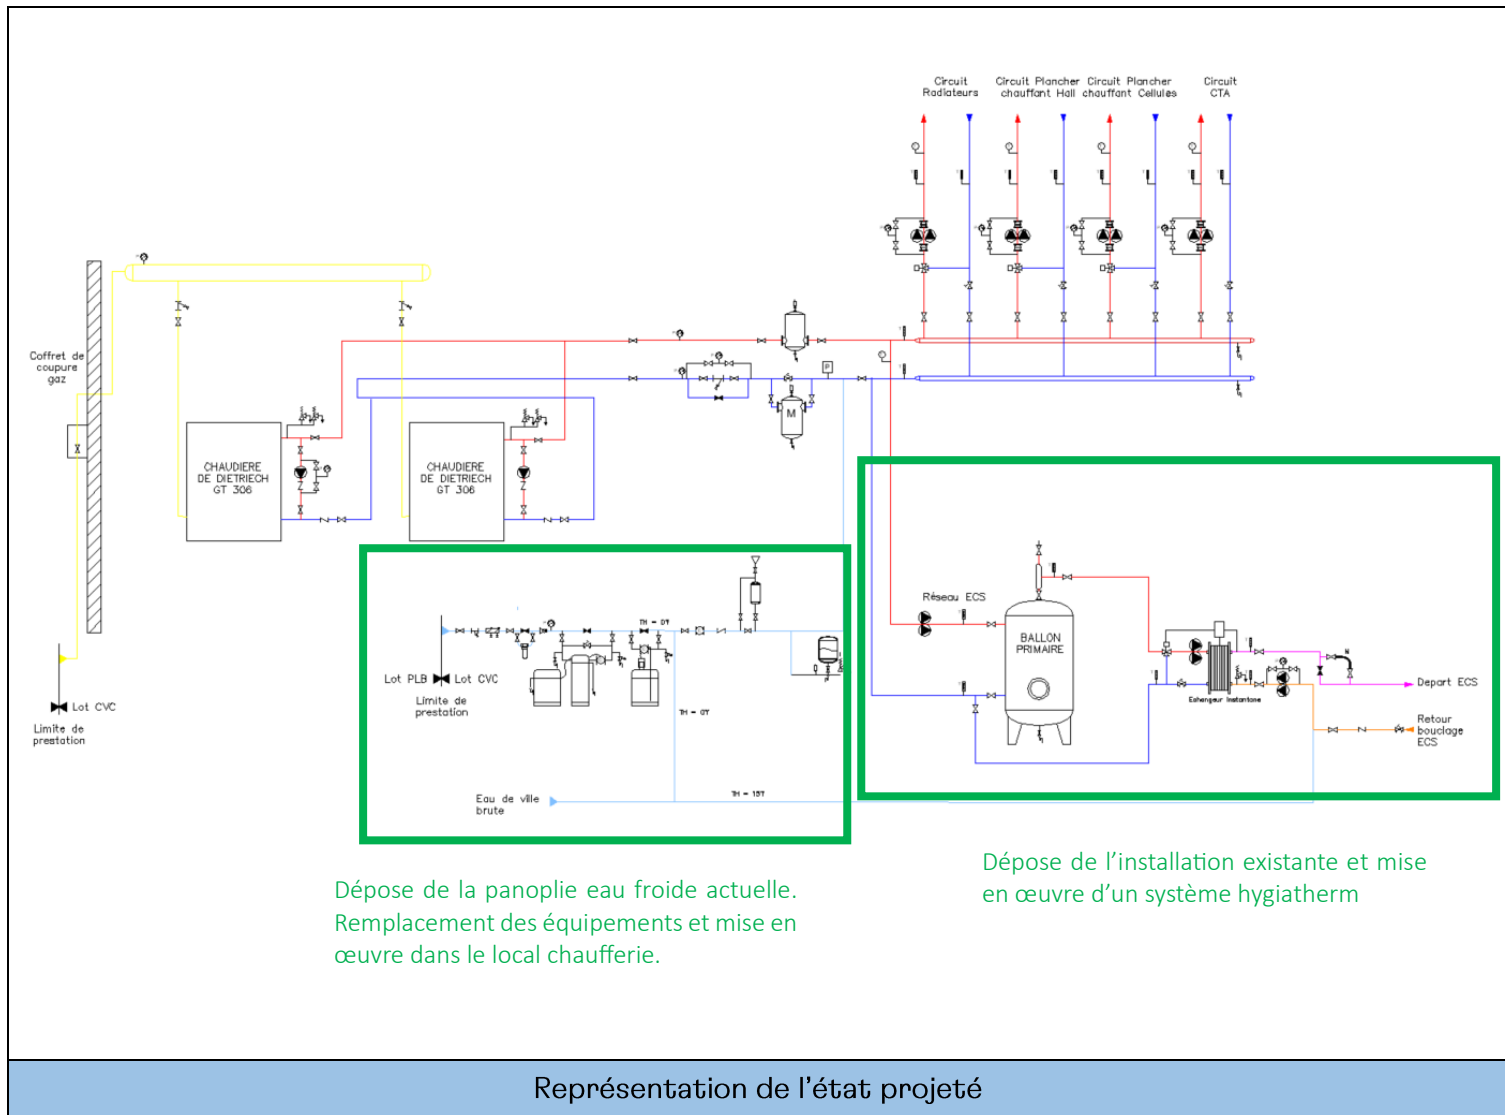 Circuit
Radiateurs
Circuit Plancher
chauffant Hall
Circuit Plancher
chauffant Cellules
Circuit
CTA
Coffret de
coupure
gaz
CHAUDIERE
DE DIETRIECH
GT 306
CHAUDIERE
DE DIETRIECH
GT 306
P
M
Réseau ECS
BALLON
PRIMAIRE
TH = 0°f
Lot PLB
Lot CVC
Limite de
prestation
TH = 0°f
Eau de ville
brute
TH = 15°f
Echangeur Instantane
Depart ECS
Retour
bouclage
ECS
Lot CVC
Limite de
prestation
Dépose de la panoplie eau froide actuelle.
Remplacement des équipements et mise en
œuvre dans le local chaufferie.
Dépose de l’installation existante et mise
en œuvre d’un système hygiatherm
Représentation de l’état projeté